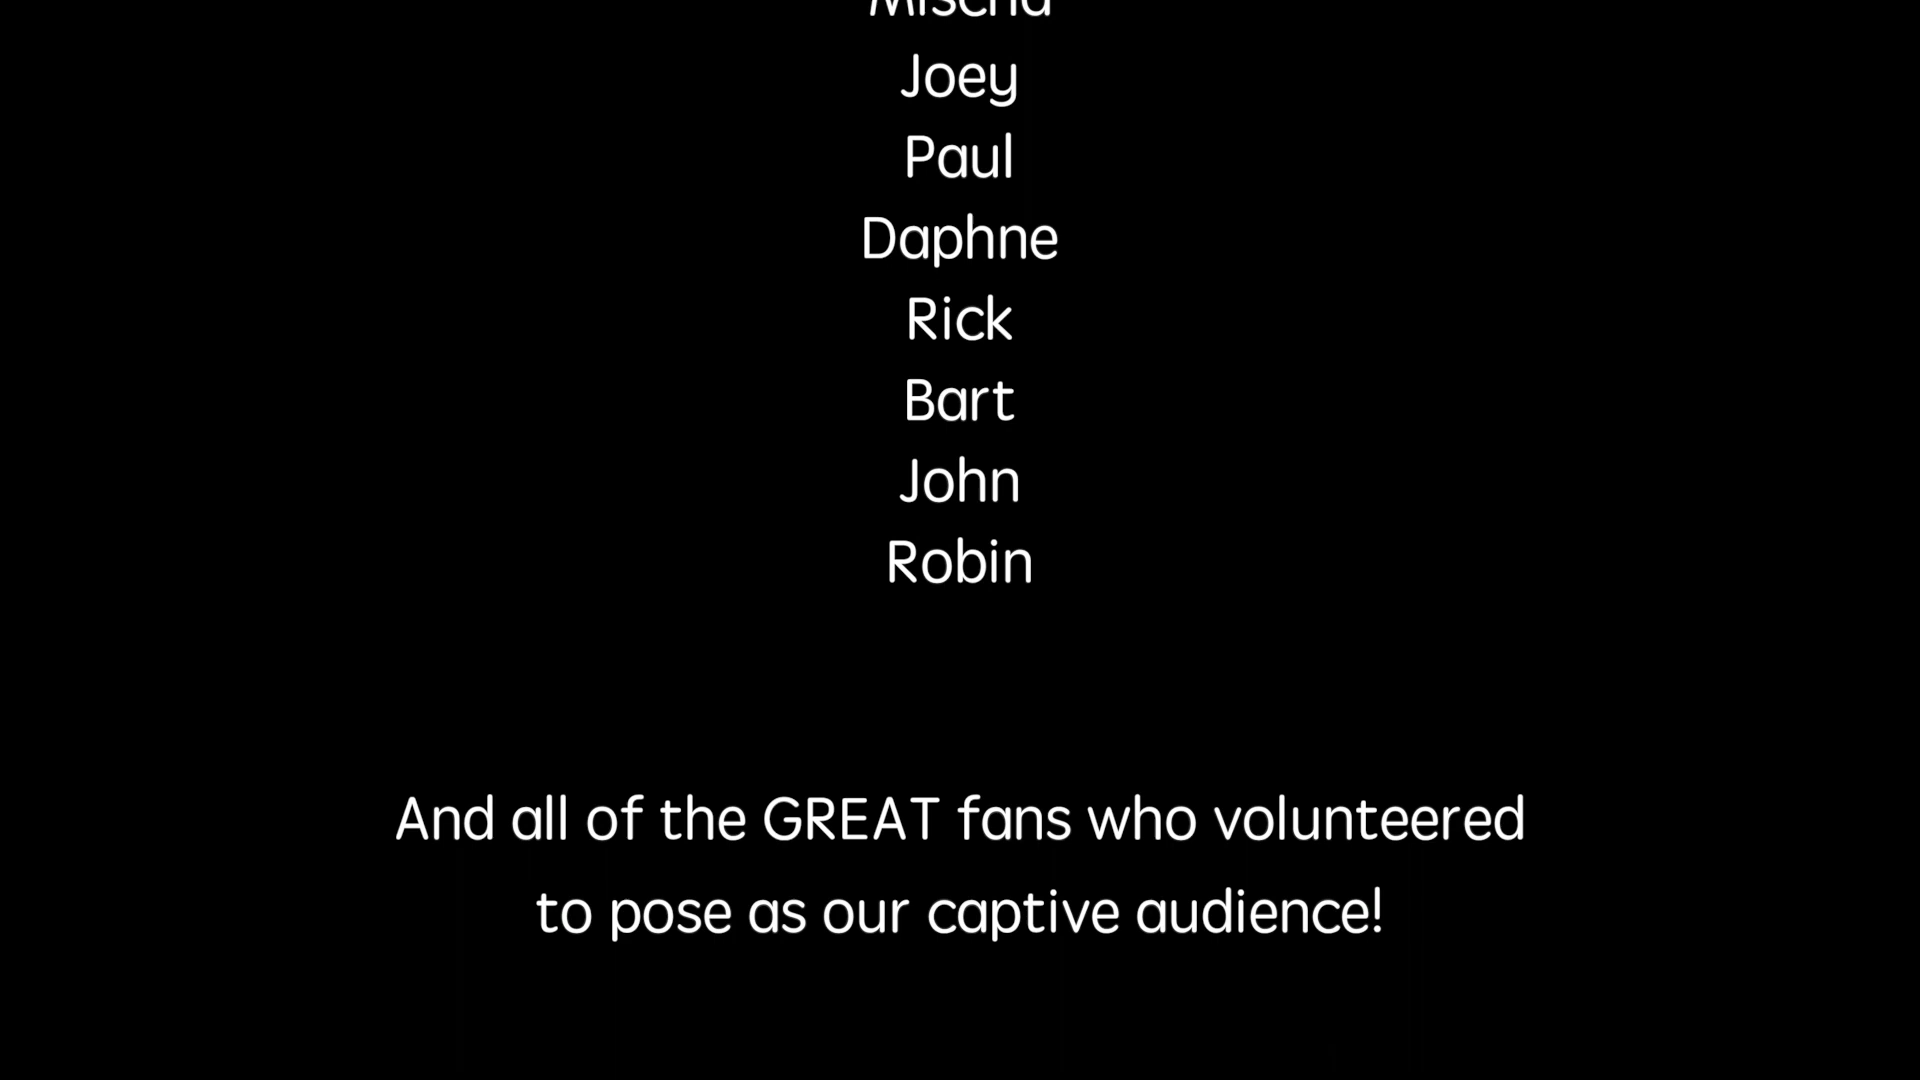 Mischa
Joey
Paul
Daphne
Rick
Bart
John
Robin
And all of the GREAT fans who volunteered
to pose as our captive audience!